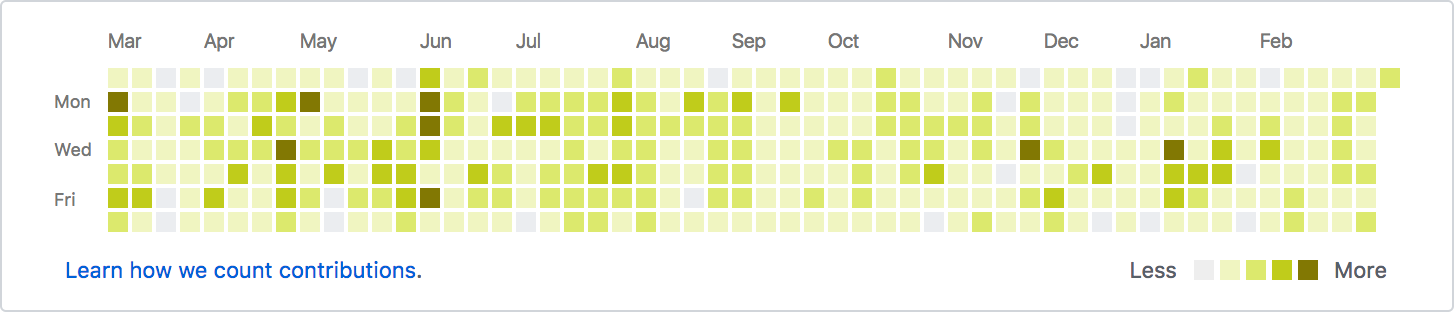 Mar Apr May Jun Jul Aug Sep Oct Nov Dec Jan Feb
Mon
Wed
Fri
Learn how we count contributions.
Less More